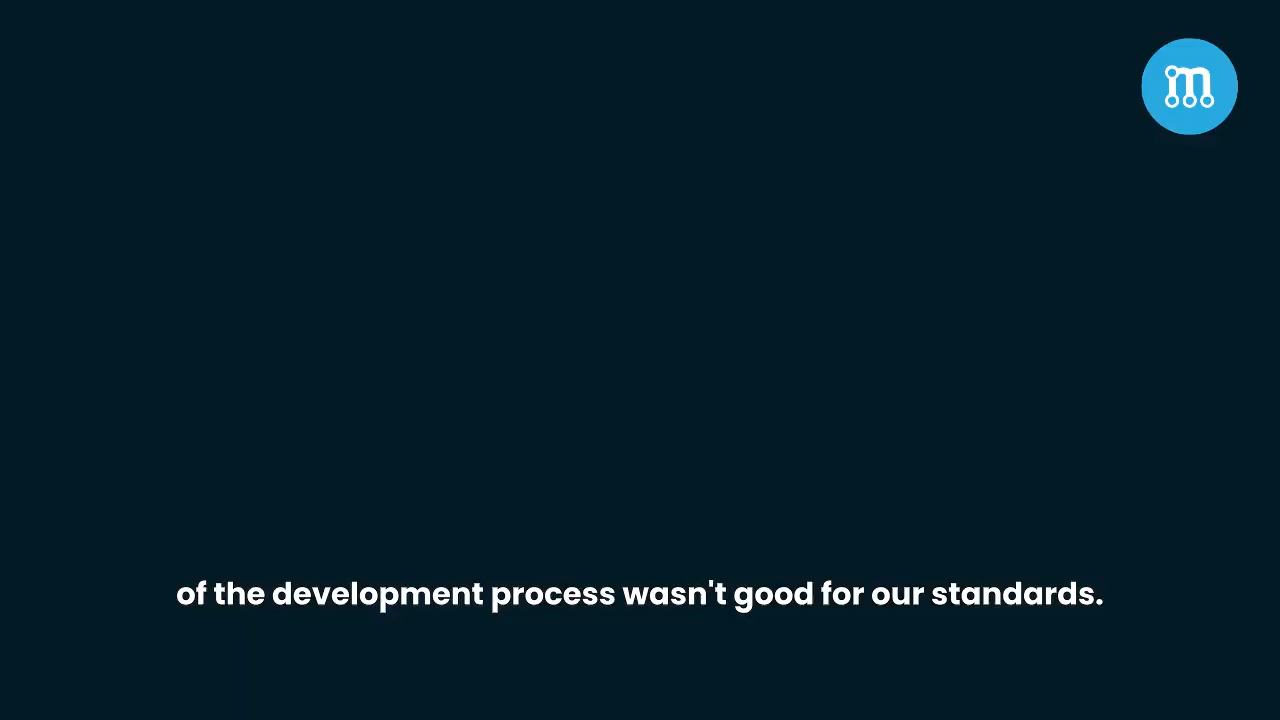 m
of the development process wasn't good for our standards.